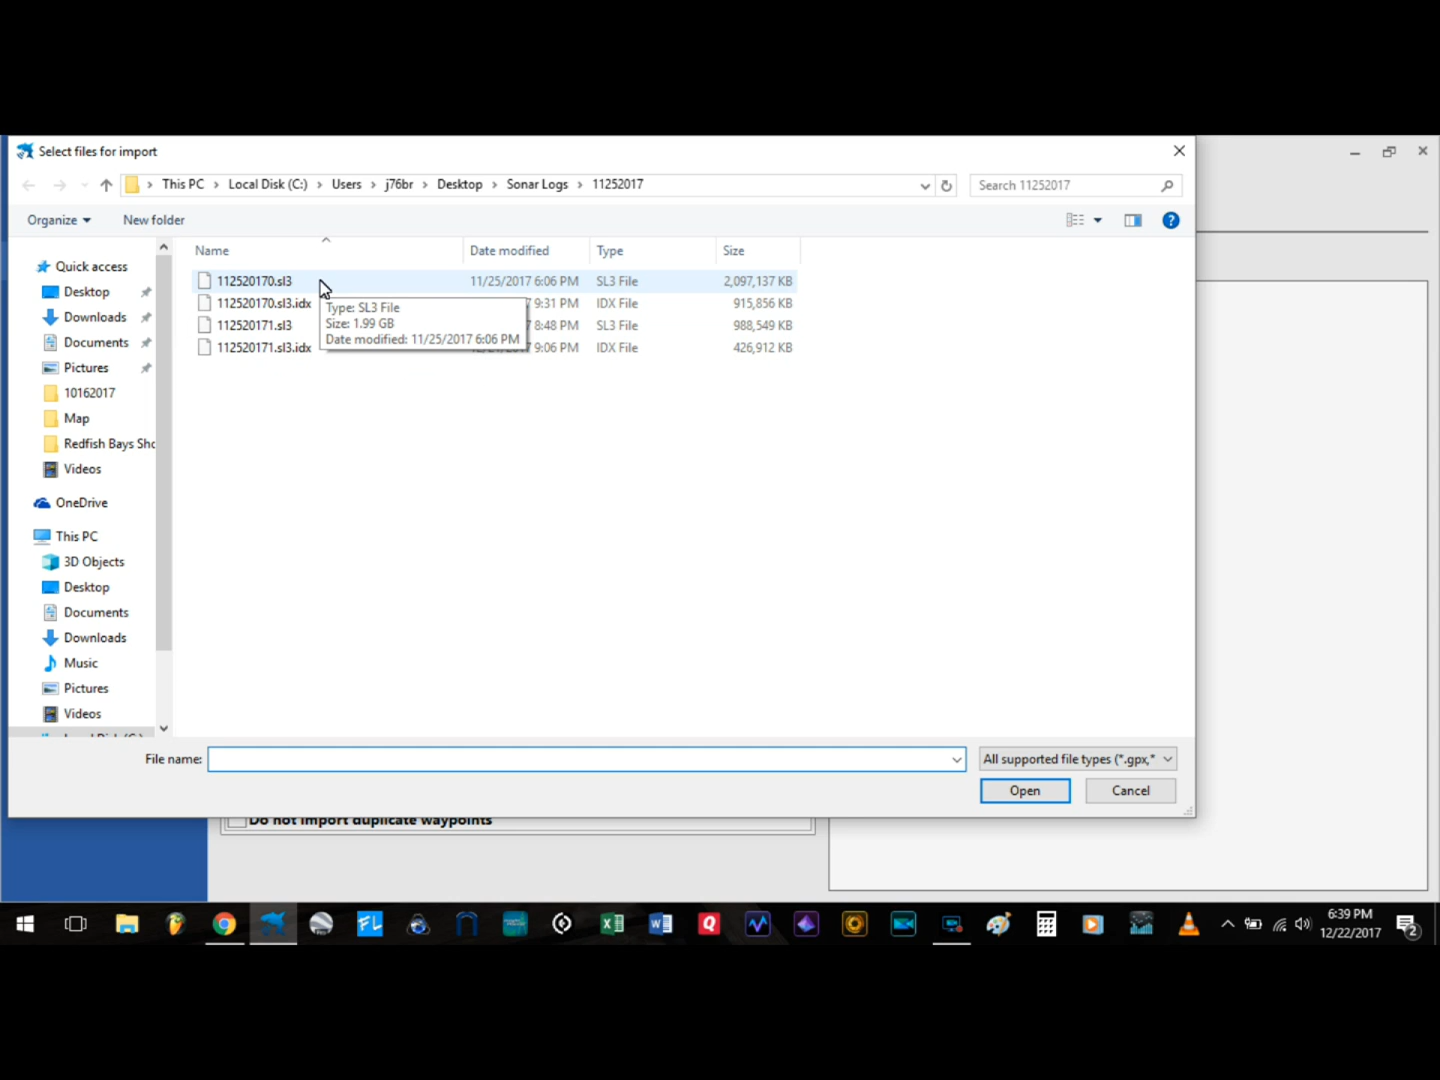 Select files for import
This PC > Local Disk (C:) > Users > j76br > Desktop > Sonar Logs > 11252017
Search 11252017
Organize
New folder
Name
Date modified
Type
Size
112520170.sl3 11/25/2017 6:06 PM SL3 File 2,097,137 KB
112520170.sl3.idx 9:31 PM IDX File 915,856 KB
112520171.sl3 8:48 PM SL3 File 988,549 KB
112520171.sl3.idx 9:06 PM IDX File 426,912 KB
Type: SL3 File
Size: 1.99 GB
Date modified: 11/25/2017 6:06 PM
Quick access
Desktop
Downloads
Documents
Pictures
10162017
Map
Redfish Bays Sho
Videos
OneDrive
This PC
3D Objects
Desktop
Documents
Downloads
Music
Pictures
Videos
File name:
All supported file types (*.gpx,*
Open
Cancel
Do not import duplicate waypoints
FL
6:39 PM
12/22/2017
2